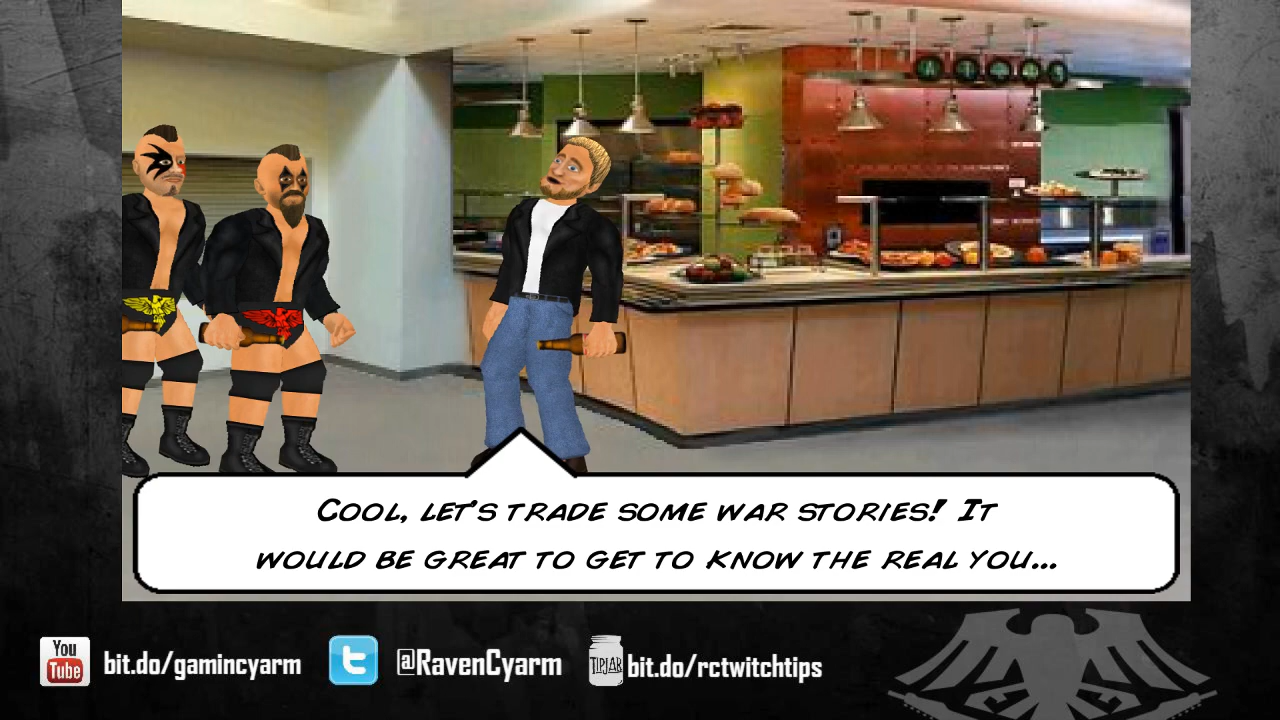 COOL, LET'S TRADE SOME WAR STORIES! IT
WOULD BE GREAT TO GET TO KNOW THE REAL YOU...
You
Tube
bit.do/gamincyarm
@RavenCyarm
TIPJAR
bit.do/rctwitchtips